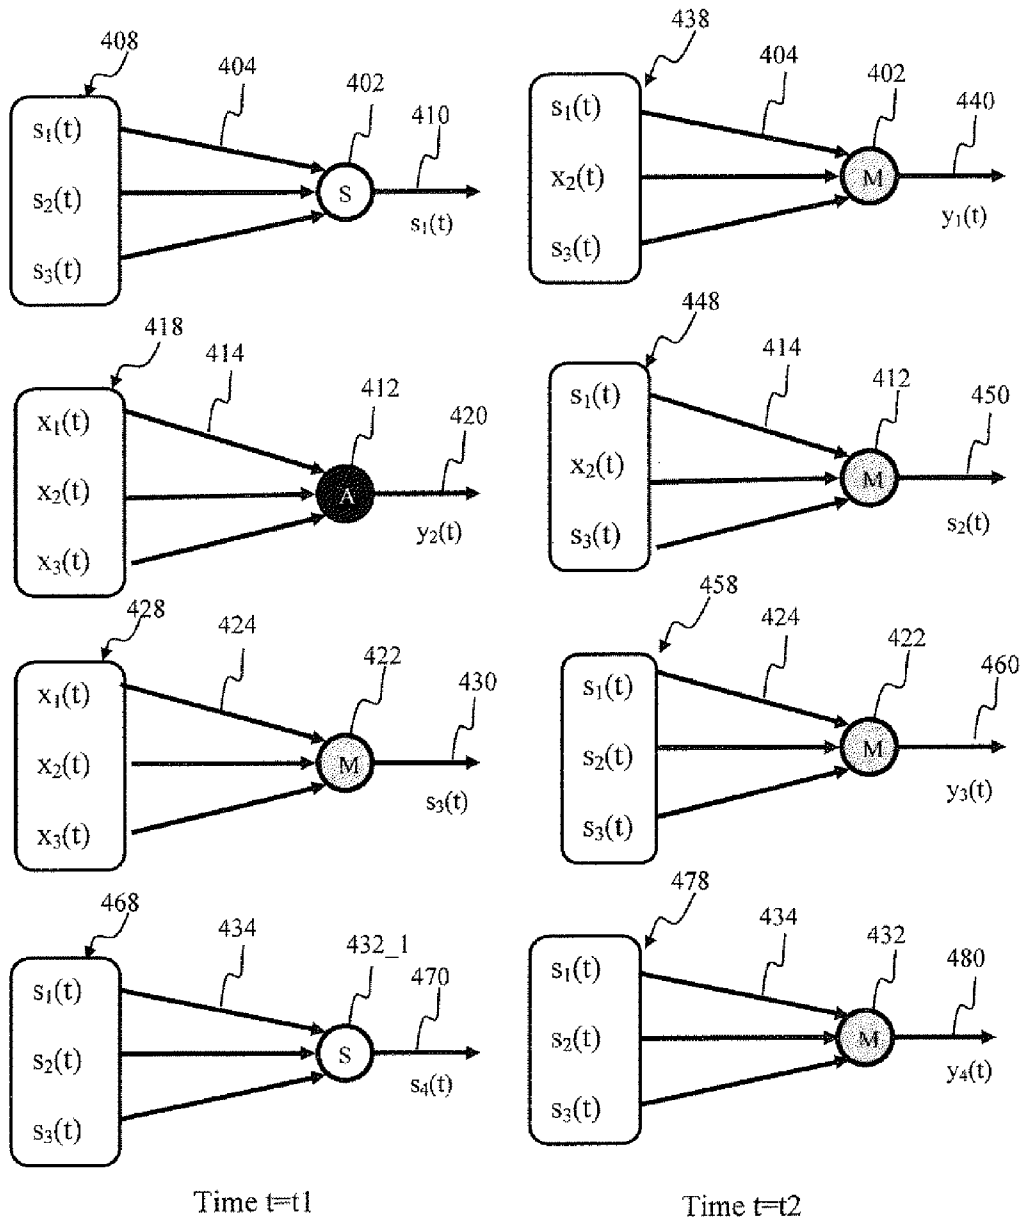 408
404
402
410
s₁(t)
s₂(t)
s₃(t)
S
s₁(t)
438
404
402
440
s₁(t)
x₂(t)
s₃(t)
M
y₁(t)
418
414
412
420
x₁(t)
x₂(t)
x₃(t)
A
y₂(t)
448
414
412
450
s₁(t)
x₂(t)
s₃(t)
M
s₂(t)
428
424
422
430
x₁(t)
x₂(t)
x₃(t)
M
s₃(t)
458
424
422
460
s₁(t)
s₂(t)
s₃(t)
M
y₃(t)
468
434
432_1
470
s₁(t)
s₂(t)
s₃(t)
S
s₄(t)
478
434
432
480
s₁(t)
s₂(t)
s₃(t)
M
y₄(t)
Time t=t1
Time t=t2